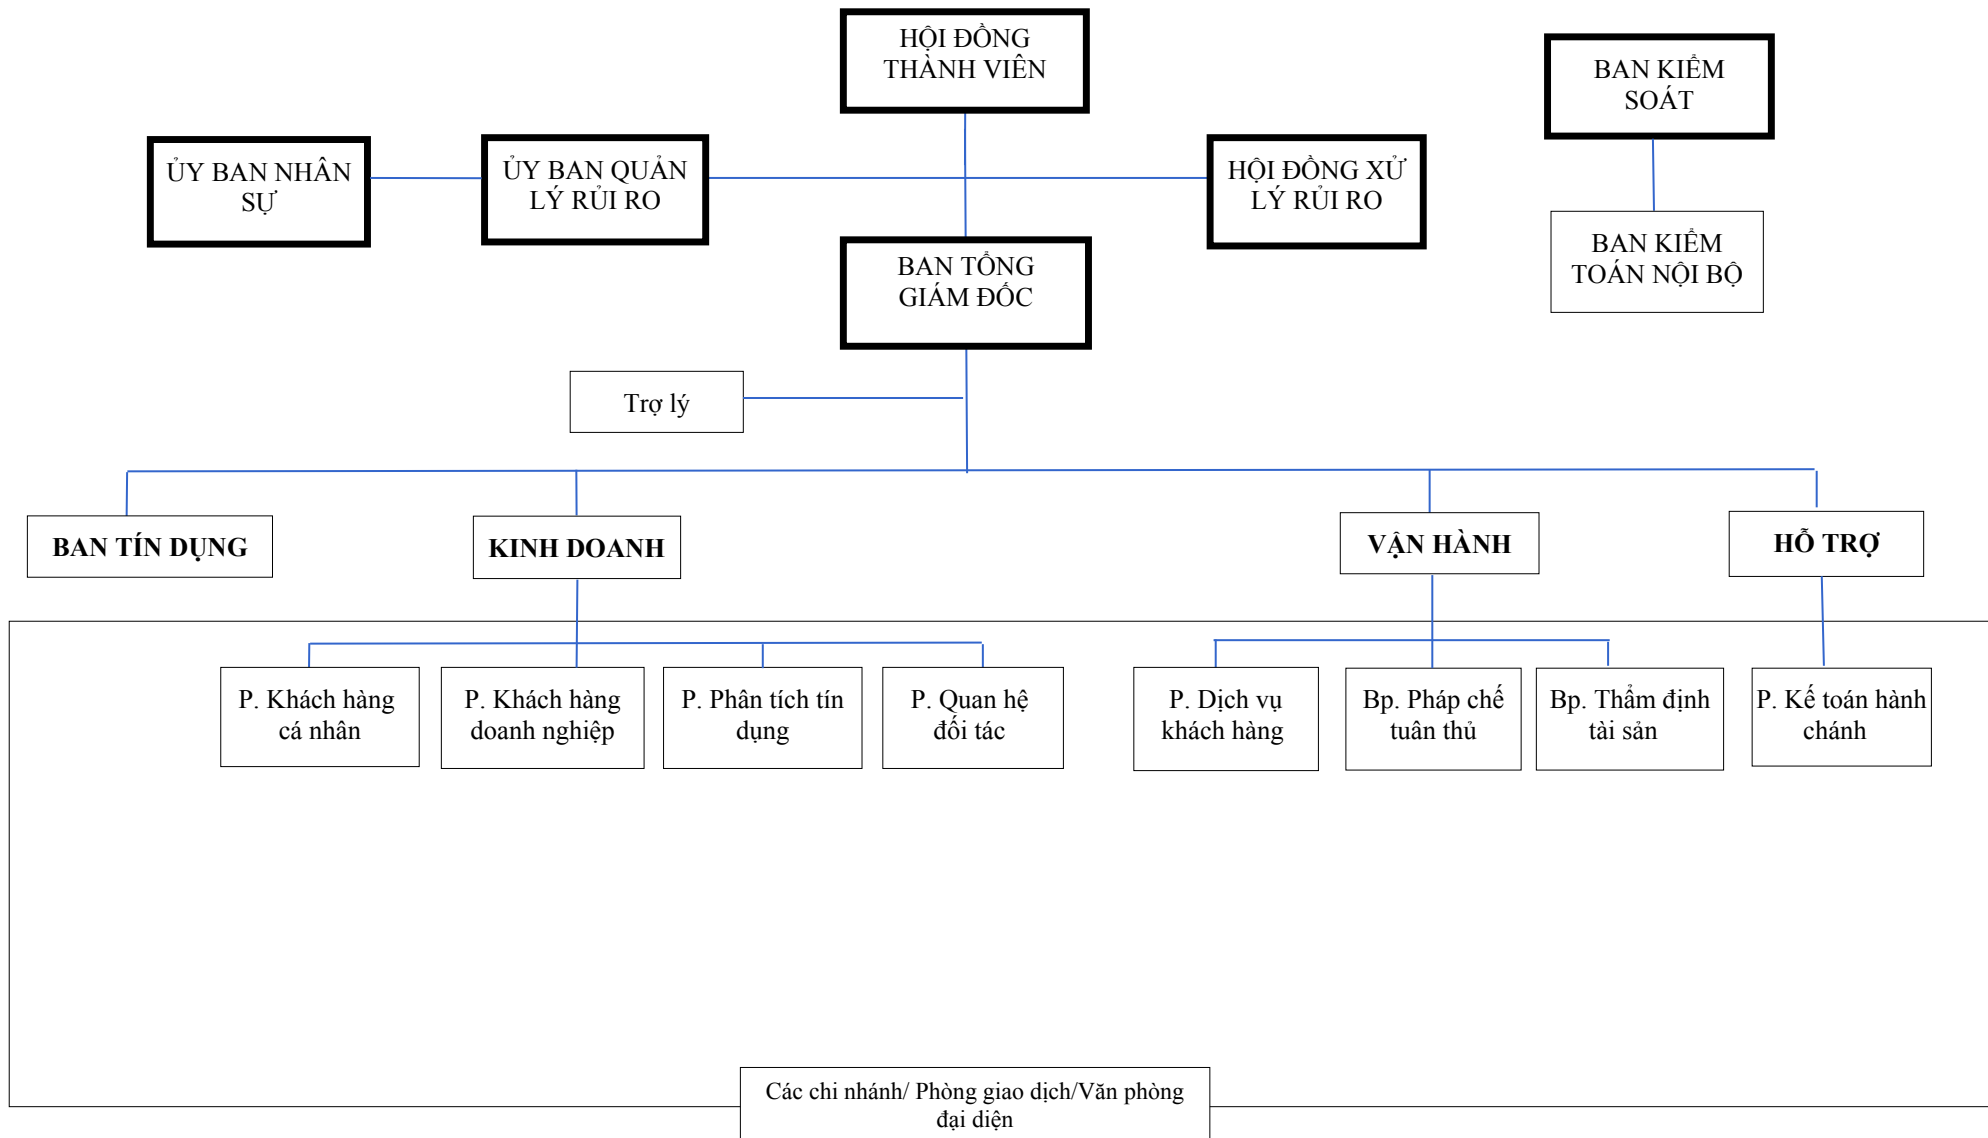 HỘI ĐỒNG
THÀNH VIÊN
BAN KIỂM
SOÁT
ỦY BAN NHÂN
SỰ
ỦY BAN QUẢN
LÝ RỦI RO
HỘI ĐỒNG XỬ
LÝ RỦI RO
BAN KIỂM
TOÁN NỘI BỘ
BAN TỔNG
GIÁM ĐỐC
Trợ lý
BAN TÍN DỤNG
KINH DOANH
VẬN HÀNH
HỖ TRỢ
P. Khách hàng
cá nhân
P. Khách hàng
doanh nghiệp
P. Phân tích tín
dụng
P. Quan hệ
đối tác
P. Dịch vụ
khách hàng
Bp. Pháp chế
tuân thủ
Bp. Thẩm định
tài sản
P. Kế toán hành
chánh
Các chi nhánh/ Phòng giao dịch/Văn phòng
đại diện